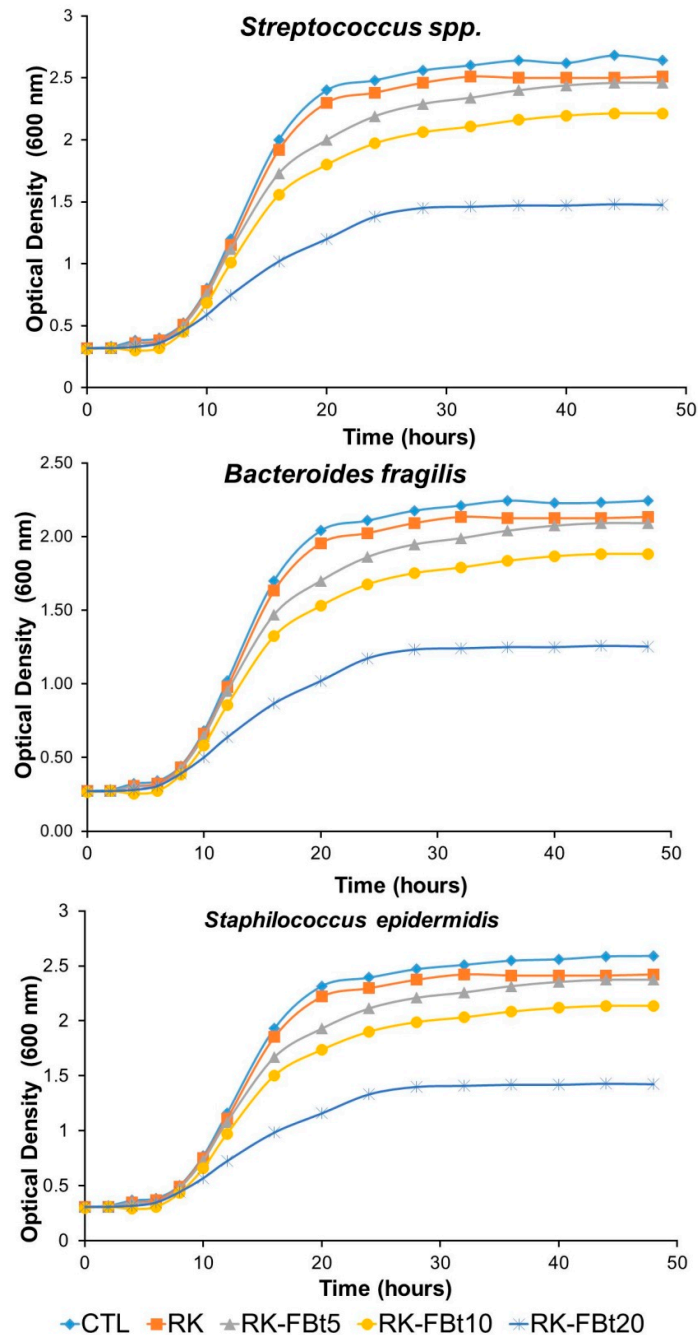 Streptococcus spp.
3
2.5
2
1.5
1
0.5
0
Optical Density (600 nm)
0 10 20 30 40 50
Time (hours)
Bacteroides fragilis
2.50
2.00
1.50
1.00
0.50
0.00
Optical Density (600 nm)
0 10 20 30 40 50
Time (hours)
Staphilococcus epidermidis
3
2.5
2
1.5
1
0.5
0
Optical Density (600 nm)
0 10 20 30 40 50
Time (hours)
CTL RK RK-FBt5 RK-FBt10 RK-FBt20